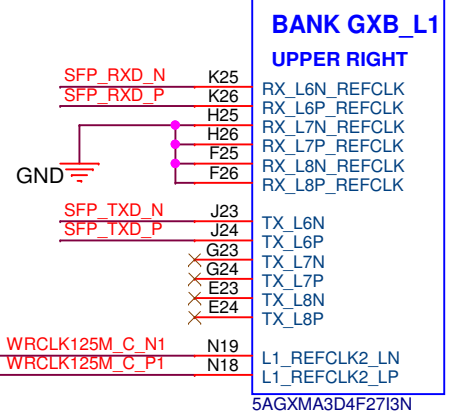 BANK GXB_L1
UPPER RIGHT
SFP_RXD_N K25 RX_L6N_REFCLK
SFP_RXD_P K26 RX_L6P_REFCLK
H25 RX_L7N_REFCLK
H26 RX_L7P_REFCLK
F25 RX_L8N_REFCLK
GND F26 RX_L8P_REFCLK
SFP_TXD_N J23 TX_L6N
SFP_TXD_P J24 TX_L6P
G23 TX_L7N
G24 TX_L7P
E23 TX_L8N
E24 TX_L8P
WRCLK125M_C_N1 N19 L1_REFCLK2_LN
WRCLK125M_C_P1 N18 L1_REFCLK2_LP
5AGXMA3D4F27I3N